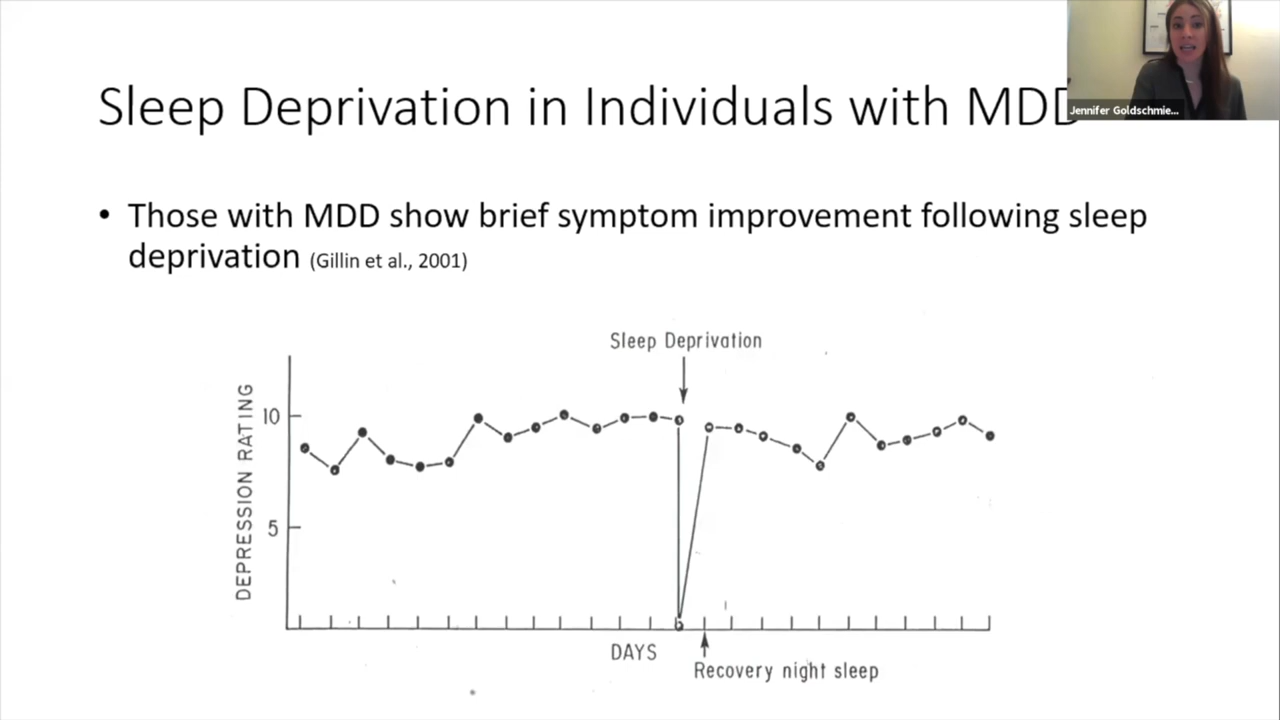 Sleep Deprivation in Individuals with MDD
Jennifer Goldschmie...
• Those with MDD show brief symptom improvement following sleep
deprivation (Gillin et al., 2001)
Sleep Deprivation
DEPRESSION RATING
10
5
DAYS
Recovery night sleep